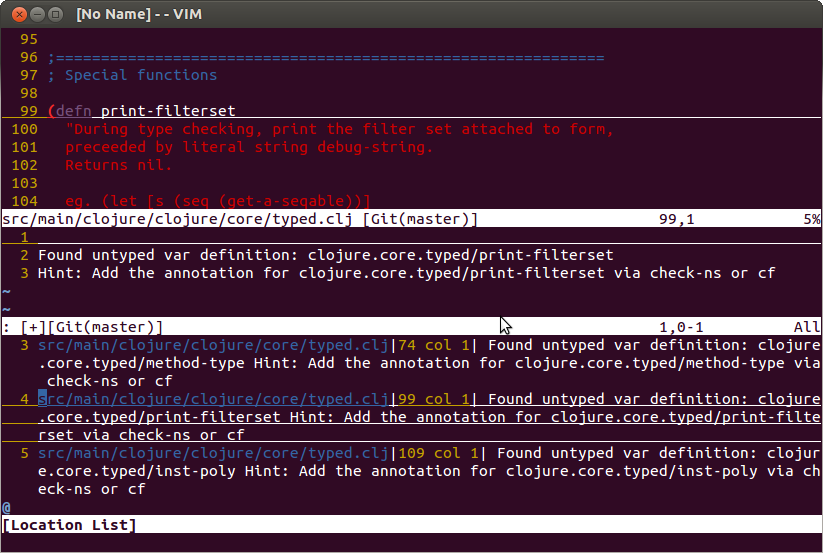 [No Name] - - VIM
95
96 ;=============================================================
97 ; Special functions
98
99 (defn print-filterset
100 "During type checking, print the filter set attached to form,
101 preceeded by literal string debug-string.
102 Returns nil.
103
104 eg. (let [s (seq (get-a-seqable))]
src/main/clojure/clojure/core/typed.clj [Git(master)] 99,1 5%
1
2 Found untyped var definition: clojure.core.typed/print-filterset
3 Hint: Add the annotation for clojure.core.typed/print-filterset via check-ns or cf
~
~
: [+][Git(master)] 1,0-1 All
3 src/main/clojure/clojure/core/typed.clj|74 col 1| Found untyped var definition: clojure
.core.typed/method-type Hint: Add the annotation for clojure.core.typed/method-type via
check-ns or cf
4 src/main/clojure/clojure/core/typed.clj|99 col 1| Found untyped var definition: clojure
.core.typed/print-filterset Hint: Add the annotation for clojure.core.typed/print-filte
rset via check-ns or cf
5 src/main/clojure/clojure/core/typed.clj|109 col 1| Found untyped var definition: clojur
e.core.typed/inst-poly Hint: Add the annotation for clojure.core.typed/inst-poly via ch
eck-ns or cf
@
[Location List]